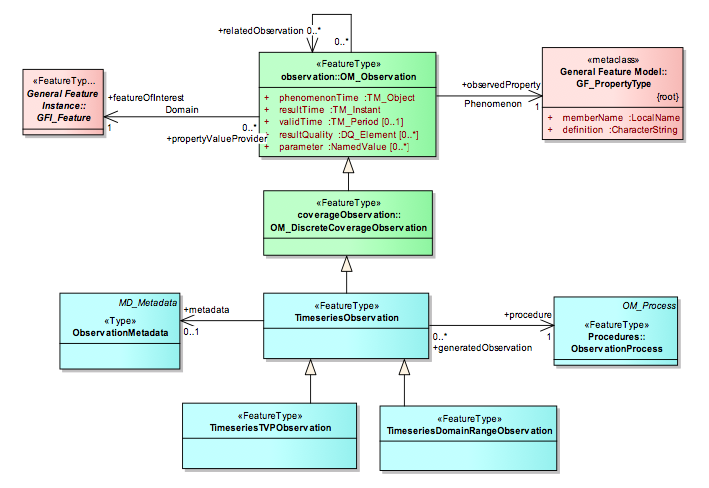 +relatedObservation 0..*
0..*
«FeatureType»
observation::OM_Observation
+ phenomenonTime :TM_Object
+ resultTime :TM_Instant
+ validTime :TM_Period [0..1]
+ resultQuality :DQ_Element [0..*]
+ parameter :NamedValue [0..*]
«FeatureTyp...
General Feature
Instance::
GFI_Feature
+featureOfInterest
Domain
1
0..*
+propertyValueProvider
+observedProperty
Phenomenon
1
«metaclass»
General Feature Model::
GF_PropertyType
{root}
+ memberName :LocalName
+ definition :CharacterString
«FeatureType»
coverageObservation::
OM_DiscreteCoverageObservation
MD_Metadata
«Type»
ObservationMetadata
+metadata
0..1
«FeatureType»
TimeseriesObservation
+procedure
0..*
1
+generatedObservation
OM_Process
«FeatureType»
Procedures::
ObservationProcess
«FeatureType»
TimeseriesTVPObservation
«FeatureType»
TimeseriesDomainRangeObservation